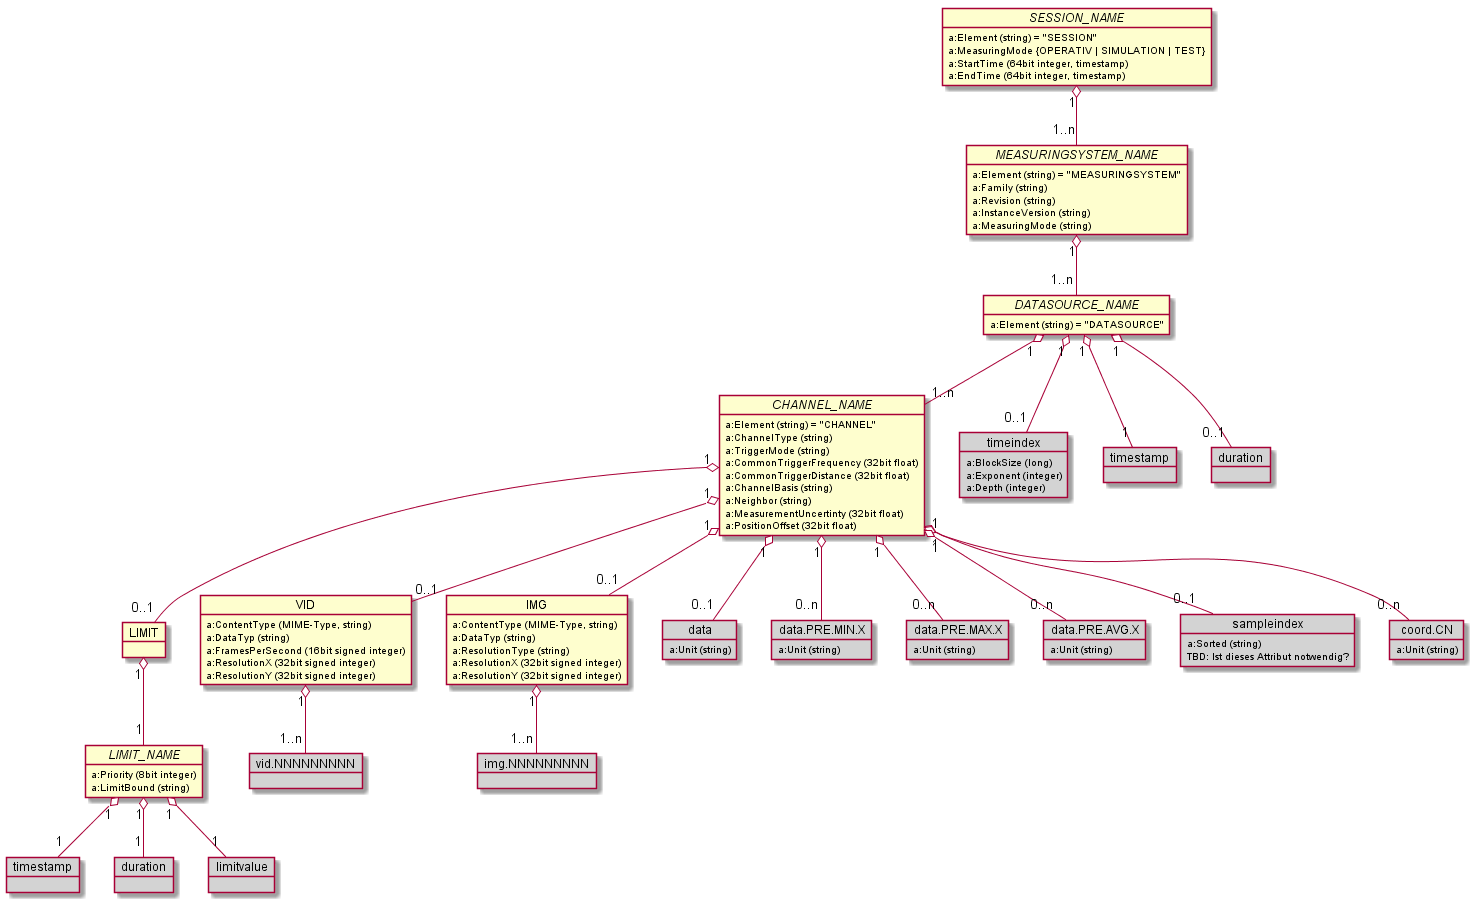 SESSION_NAME
a:Element (string) = "SESSION"
a:MeasuringMode {OPERATIV | SIMULATION | TEST}
a:StartTime (64bit integer, timestamp)
a:EndTime (64bit integer, timestamp)
1
1..n
MEASURINGSYSTEM_NAME
a:Element (string) = "MEASURINGSYSTEM"
a:Family (string)
a:Revision (string)
a:InstanceVersion (string)
a:MeasuringMode (string)
1
1..n
DATASOURCE_NAME
a:Element (string) = "DATASOURCE"
1 1 1 1
1..n
0..1
1
0..1
CHANNEL_NAME
a:Element (string) = "CHANNEL"
a:ChannelType (string)
a:TriggerMode (string)
a:CommonTriggerFrequency (32bit float)
a:CommonTriggerDistance (32bit float)
a:ChannelBasis (string)
a:Neighbor (string)
a:MeasurementUncertinty (32bit float)
a:PositionOffset (32bit float)
timeindex
a:BlockSize (long)
a:Exponent (integer)
a:Depth (integer)
timestamp
duration
1
1
1
1
1 1 1 1
0..1
0..1
0..1
0..1
0..n
0..n
0..n
0..1
0..n
LIMIT
VID
a:ContentType (MIME-Type, string)
a:DataTyp (string)
a:FramesPerSecond (16bit signed integer)
a:ResolutionX (32bit signed integer)
a:ResolutionY (32bit signed integer)
IMG
a:ContentType (MIME-Type, string)
a:DataTyp (string)
a:ResolutionType (string)
a:ResolutionX (32bit signed integer)
a:ResolutionY (32bit signed integer)
data
a:Unit (string)
data.PRE.MIN.X
a:Unit (string)
data.PRE.MAX.X
a:Unit (string)
data.PRE.AVG.X
a:Unit (string)
sampleindex
a:Sorted (string)
TBD: Ist dieses Attribut notwendig?
coord.CN
a:Unit (string)
1
1
1
1..n
1
1..n
LIMIT_NAME
a:Priority (8bit integer)
a:LimitBound (string)
vid.NNNNNNNNN
img.NNNNNNNNN
1 1 1
1 1 1
timestamp
duration
limitvalue